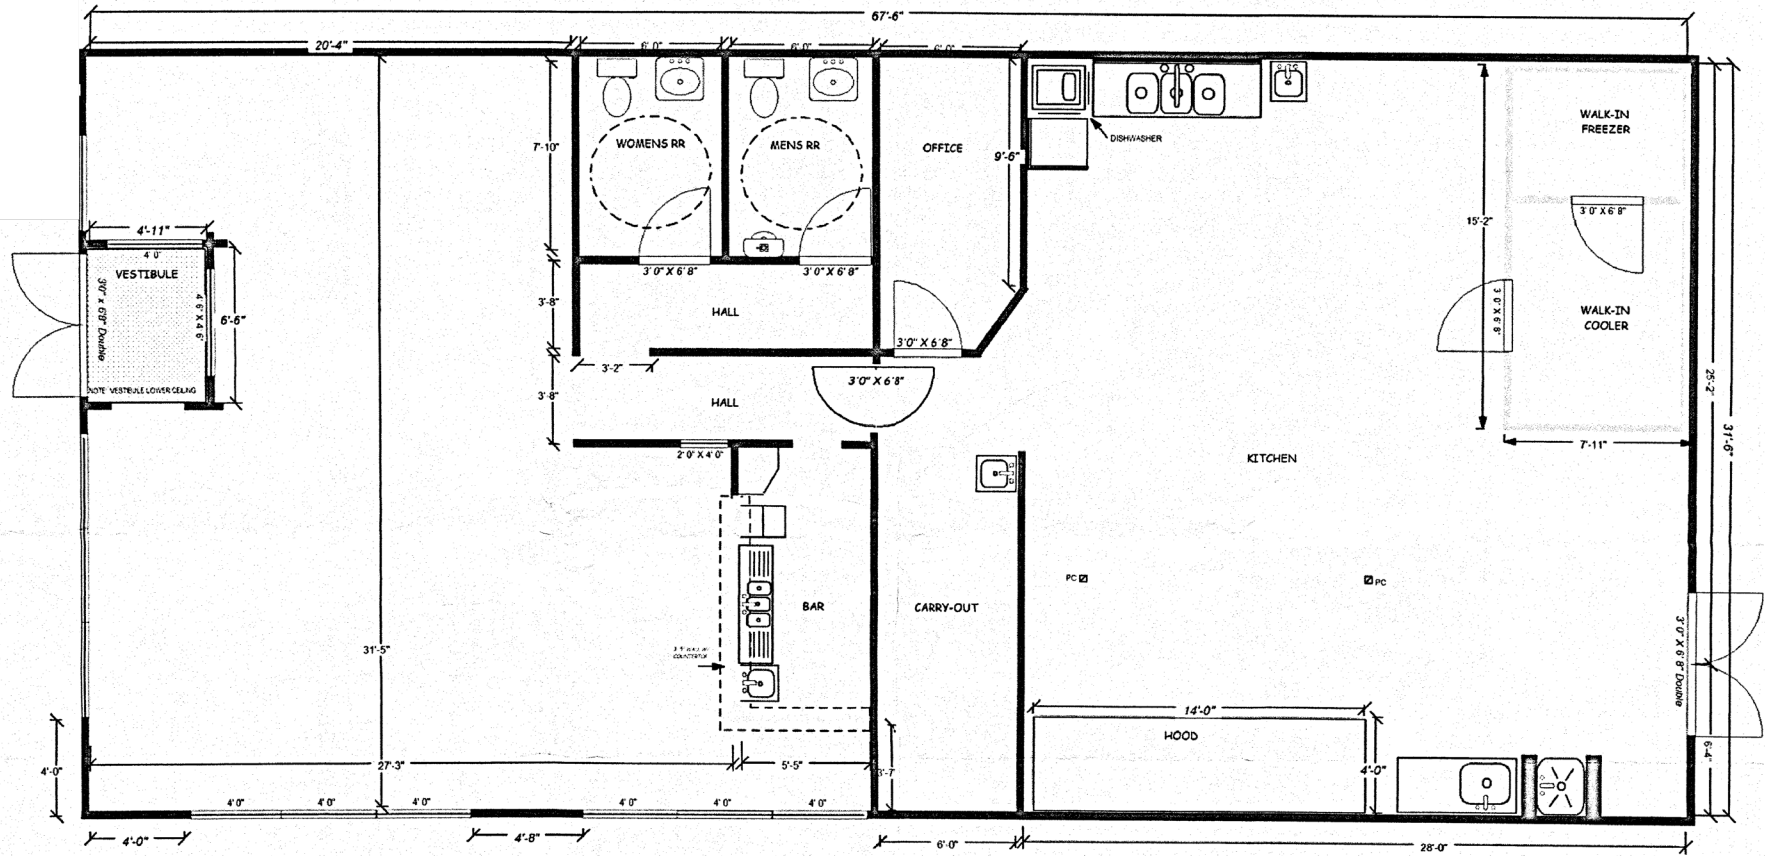 67'-6"
20'-4"
6'0"
6'0"
6'0"
WALK-IN
FREEZER
DISHWASHER
7'-10"
WOMENS RR
MENS RR
OFFICE
9'-6"
15'-2"
3'0" X 6'8"
4'-11"
4'0"
VESTIBULE
3'0" x 6'8" Double
4'6" X 4'6"
6'-6"
NOTE: VESTIBULE LOWER CEILING
3'0" X 6'8"
3'0" X 6'8"
3'-8"
HALL
3'0" X 6'8"
WALK-IN
COOLER
3'0" X 6'8"
3'-2"
3'0" X 6'8"
25'-2"
3'-8"
HALL
31'-6"
7'-11"
2'0" X 4'0"
KITCHEN
PC
PC
BAR
CARRY-OUT
31'-5"
COUNTERTOP
3'0" X 6'8" Double
14'-0"
HOOD
4'-0"
27'-3"
5'-5"
3'-7
4'-0"
6'-4"
4'0"
4'0"
4'0"
4'0"
4'0"
4'0"
4'-0"
4'-8"
6'-0"
28'-0"